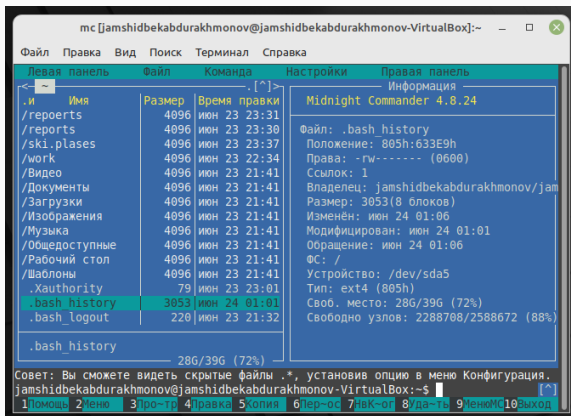 mc [jamshidbekabdurakhmonov@jamshidbekabdurakhmonov-VirtualBox]:~
Файл Правка Вид Поиск Терминал Справка
Левая панель Файл Команда Настройки Правая панель
<─ ~ .[^]>
.и Имя Размер Время правки
/repoerts 4096 июн 23 23:31
/reports 4096 июн 23 23:30
/ski.plases 4096 июн 23 23:37
/work 4096 июн 23 22:34
/Видео 4096 июн 23 21:41
/Документы 4096 июн 23 21:41
/Загрузки 4096 июн 23 21:41
/Изображения 4096 июн 23 21:41
/Музыка 4096 июн 23 21:41
/Общедоступные 4096 июн 23 21:41
/Рабочий стол 4096 июн 23 21:41
/Шаблоны 4096 июн 23 21:41
.Xauthority 79 июн 23 23:01
.bash_history 3053 июн 24 01:01
.bash_logout 220 июн 23 21:32
.bash_history
28G/39G (72%)
Информация
Midnight Commander 4.8.24
Файл: .bash_history
Положение: 805h:633E9h
Права: -rw------- (0600)
Ссылок: 1
Владелец: jamshidbekabdurakhmonov/jam
Размер: 3053(8 блоков)
Изменён: июн 24 01:06
Модифицирован: июн 24 01:01
Обращение: июн 24 01:06
ФС: /
Устройство: /dev/sda5
Тип: ext4 (805h)
Своб. место: 28G/39G (72%)
Свободно узлов: 2288708/2588672 (88%)
Совет: Вы сможете видеть скрытые файлы .*, установив опцию в меню Конфигурация.
jamshidbekabdurakhmonov@jamshidbekabdurakhmonov-VirtualBox:~$ [^]
1Помощь 2Меню 3Про~тр 4Правка 5Копия 6Пер~ос 7НвК~ог 8Уда~ть 9МенюMC 10Выход